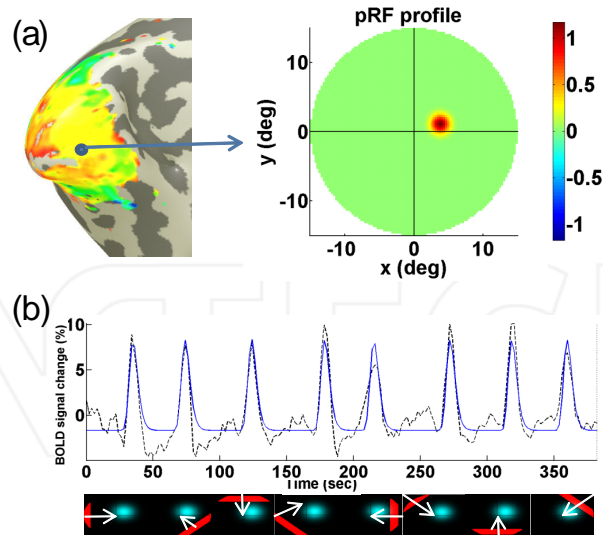 (a)
pRF profile
y (deg)
10
0
-10
-10 0 10
x (deg)
1
0.5
0
-0.5
-1
(b)
BOLD signal change (%)
10
5
0
0 50 100 150 200 250 300 350
Time (sec)